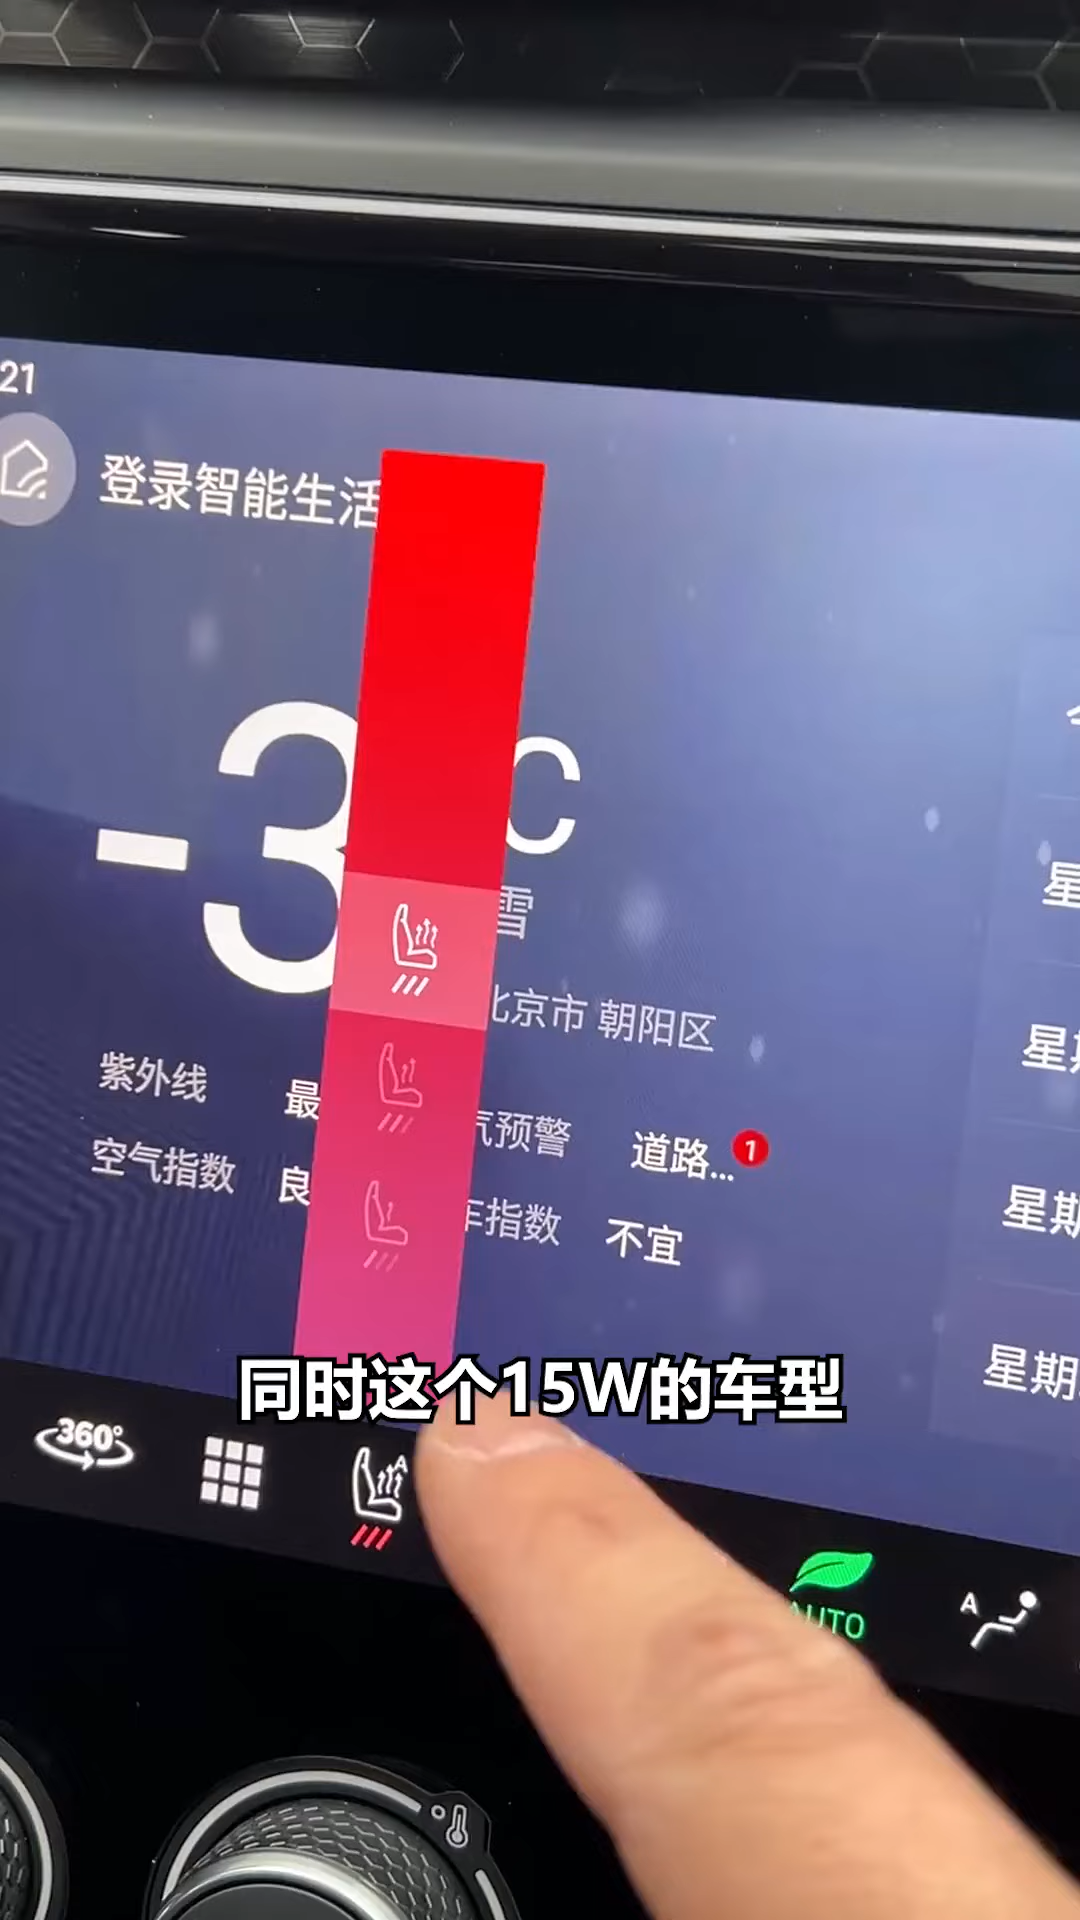 21
登录智能生活
-3 C
雪
北京市 朝阳区
紫外线 最 气预警 道路... 1
空气指数 良 车指数 不宜
星
星期
星期
星期
同时这个15W的车型
360°
A
AUTO
A